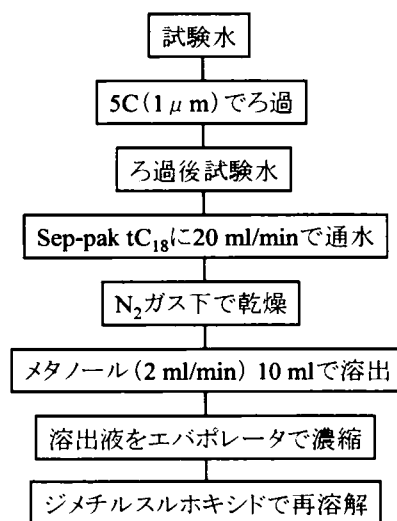 試験水
5C(1μm)でろ過
ろ過後試験水
Sep-pak tC18に20 ml/minで通水
N2ガス下で乾燥
メタノール(2 ml/min) 10 mlで溶出
溶出液をエバポレータで濃縮
ジメチルスルホキシドで再溶解